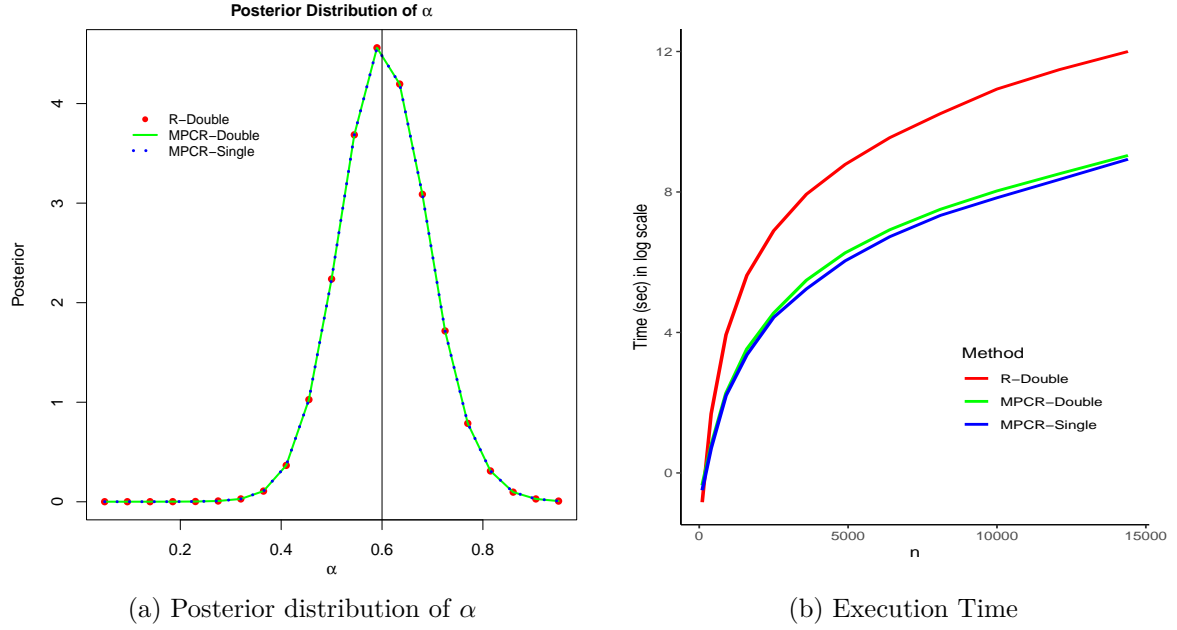 Posterior Distribution of α
Posterior
4
3
2
1
0
R−Double
MPCR−Double
MPCR−Single
0.2 0.4 0.6 0.8
α
(a) Posterior distribution of α
Time (sec) in log scale
12
8
4
0
Method
R−Double
MPCR−Double
MPCR−Single
0 5000 10000 15000
n
(b) Execution Time